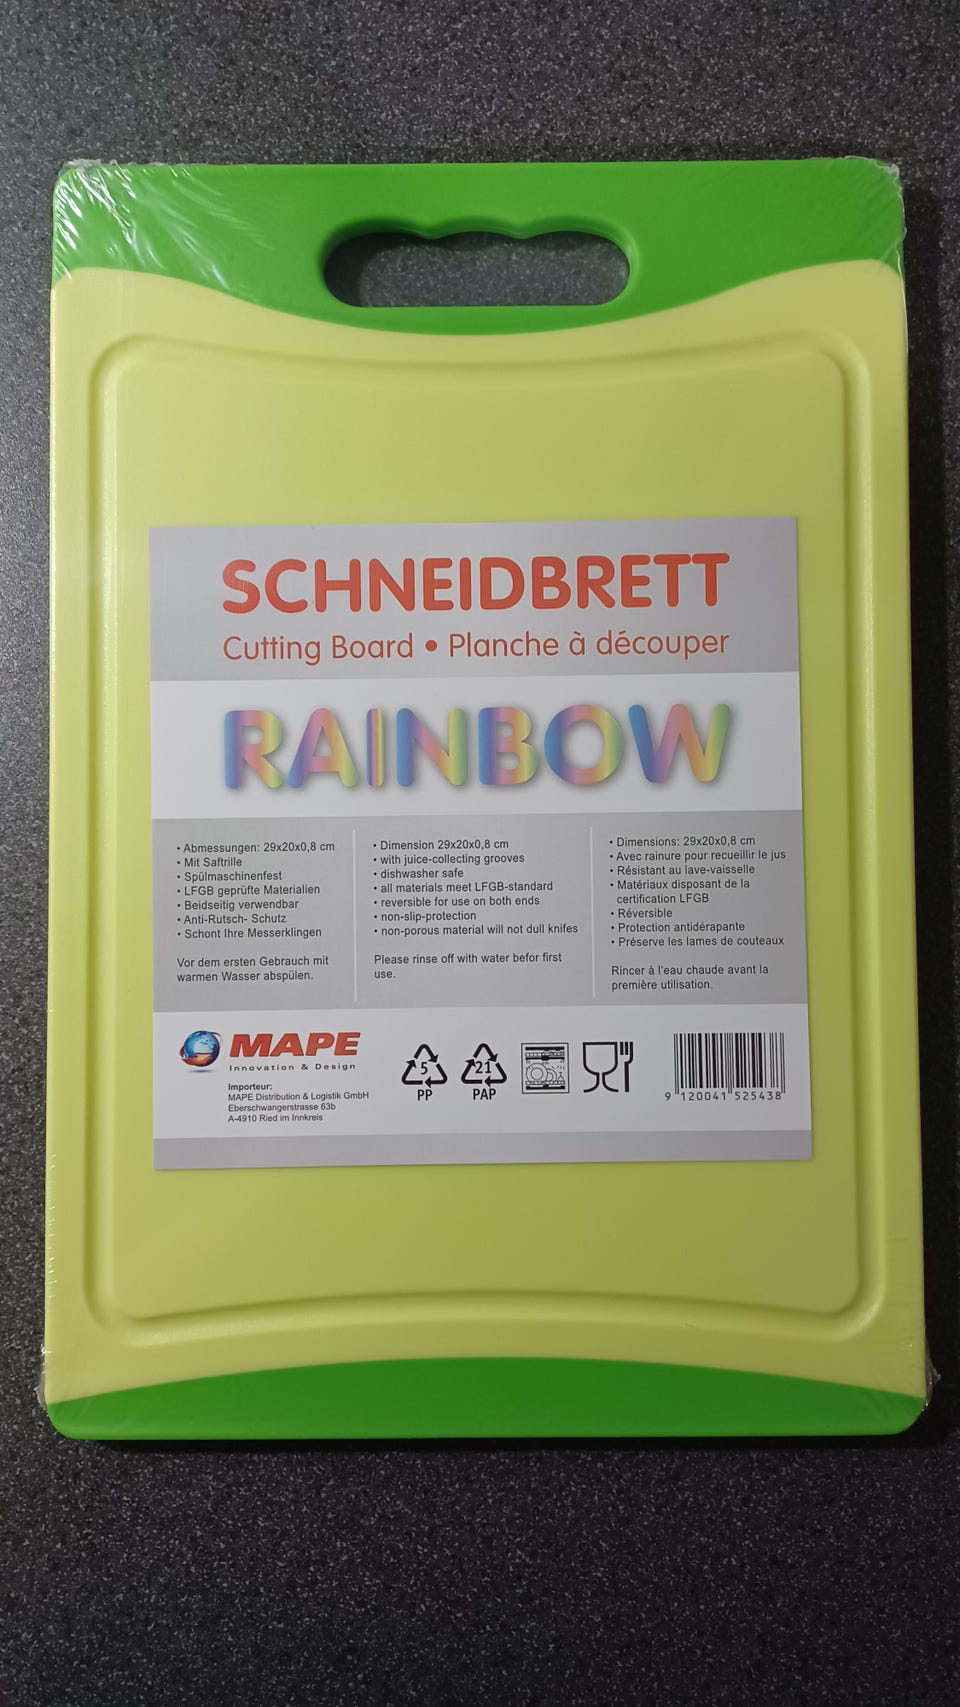 SCHNEIDBRETT
Cutting Board • Planche à découper
RAINBOW
• Abmessungen: 29x20x0,8 cm
• Mit Saftrille
• Spülmaschinenfest
• LFGB geprüfte Materialien
• Beidseitig verwendbar
• Anti-Rutsch- Schutz
• Schont Ihre Messerklingen
Vor dem ersten Gebrauch mit
warmen Wasser abspülen.
• Dimension 29x20x0,8 cm
• with juice-collecting grooves
• dishwasher safe
• all materials meet LFGB-standard
• reversible for use on both ends
• non-slip-protection
• non-porous material will not dull knifes
Please rinse off with water befor first
use.
• Dimensions: 29x20x0,8 cm
• Avec rainure pour recueillir le jus
• Résistant au lave-vaisselle
• Matériaux disposant de la
certification LFGB
• Réversible
• Protection antidérapante
• Préserve les lames de couteaux
Rincer à l'eau chaude avant la
première utilisation.
MAPE
Innovation & Design
Importeur:
MAPE Distribution & Logistik GmbH
Eberschwangerstrasse 63b
A-4910 Ried im Innkreis
5
PP
21
PAP
9 120041 525438